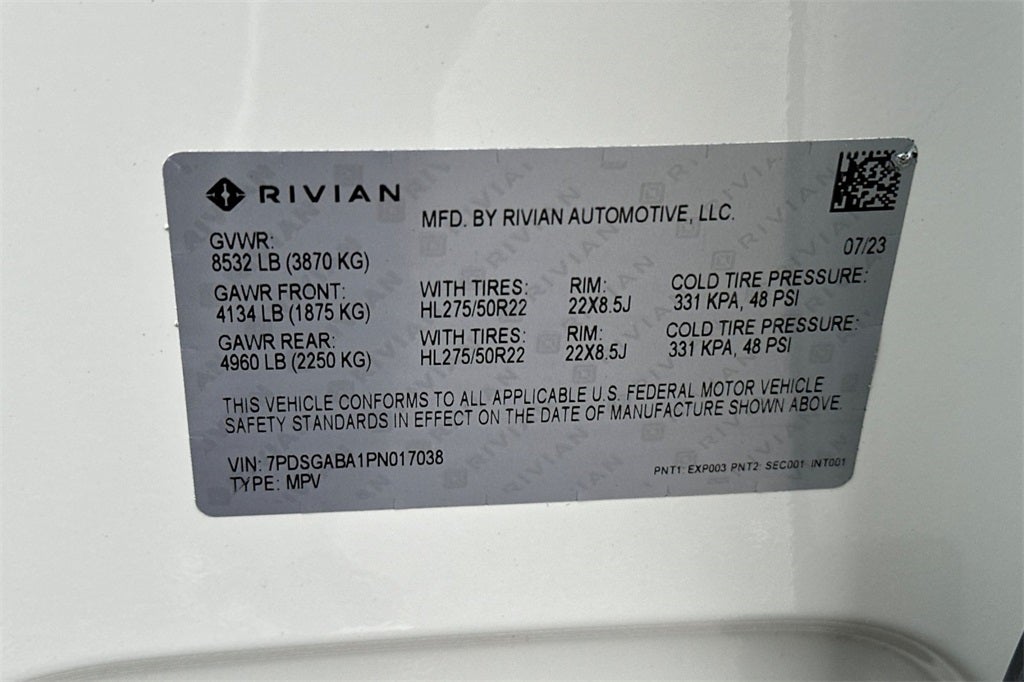 RIVIAN
MFD. BY RIVIAN AUTOMOTIVE, LLC.
07/23
GVWR:
8532 LB (3870 KG)
GAWR FRONT: WITH TIRES: RIM: COLD TIRE PRESSURE:
4134 LB (1875 KG) HL275/50R22 22X8.5J 331 KPA, 48 PSI
GAWR REAR: WITH TIRES: RIM: COLD TIRE PRESSURE:
4960 LB (2250 KG) HL275/50R22 22X8.5J 331 KPA, 48 PSI
THIS VEHICLE CONFORMS TO ALL APPLICABLE U.S. FEDERAL MOTOR VEHICLE
SAFETY STANDARDS IN EFFECT ON THE DATE OF MANUFACTURE SHOWN ABOVE.
VIN: 7PDSGABA1PN017038
TYPE: MPV
PNT1: EXP003 PNT2: SEC001 INT001